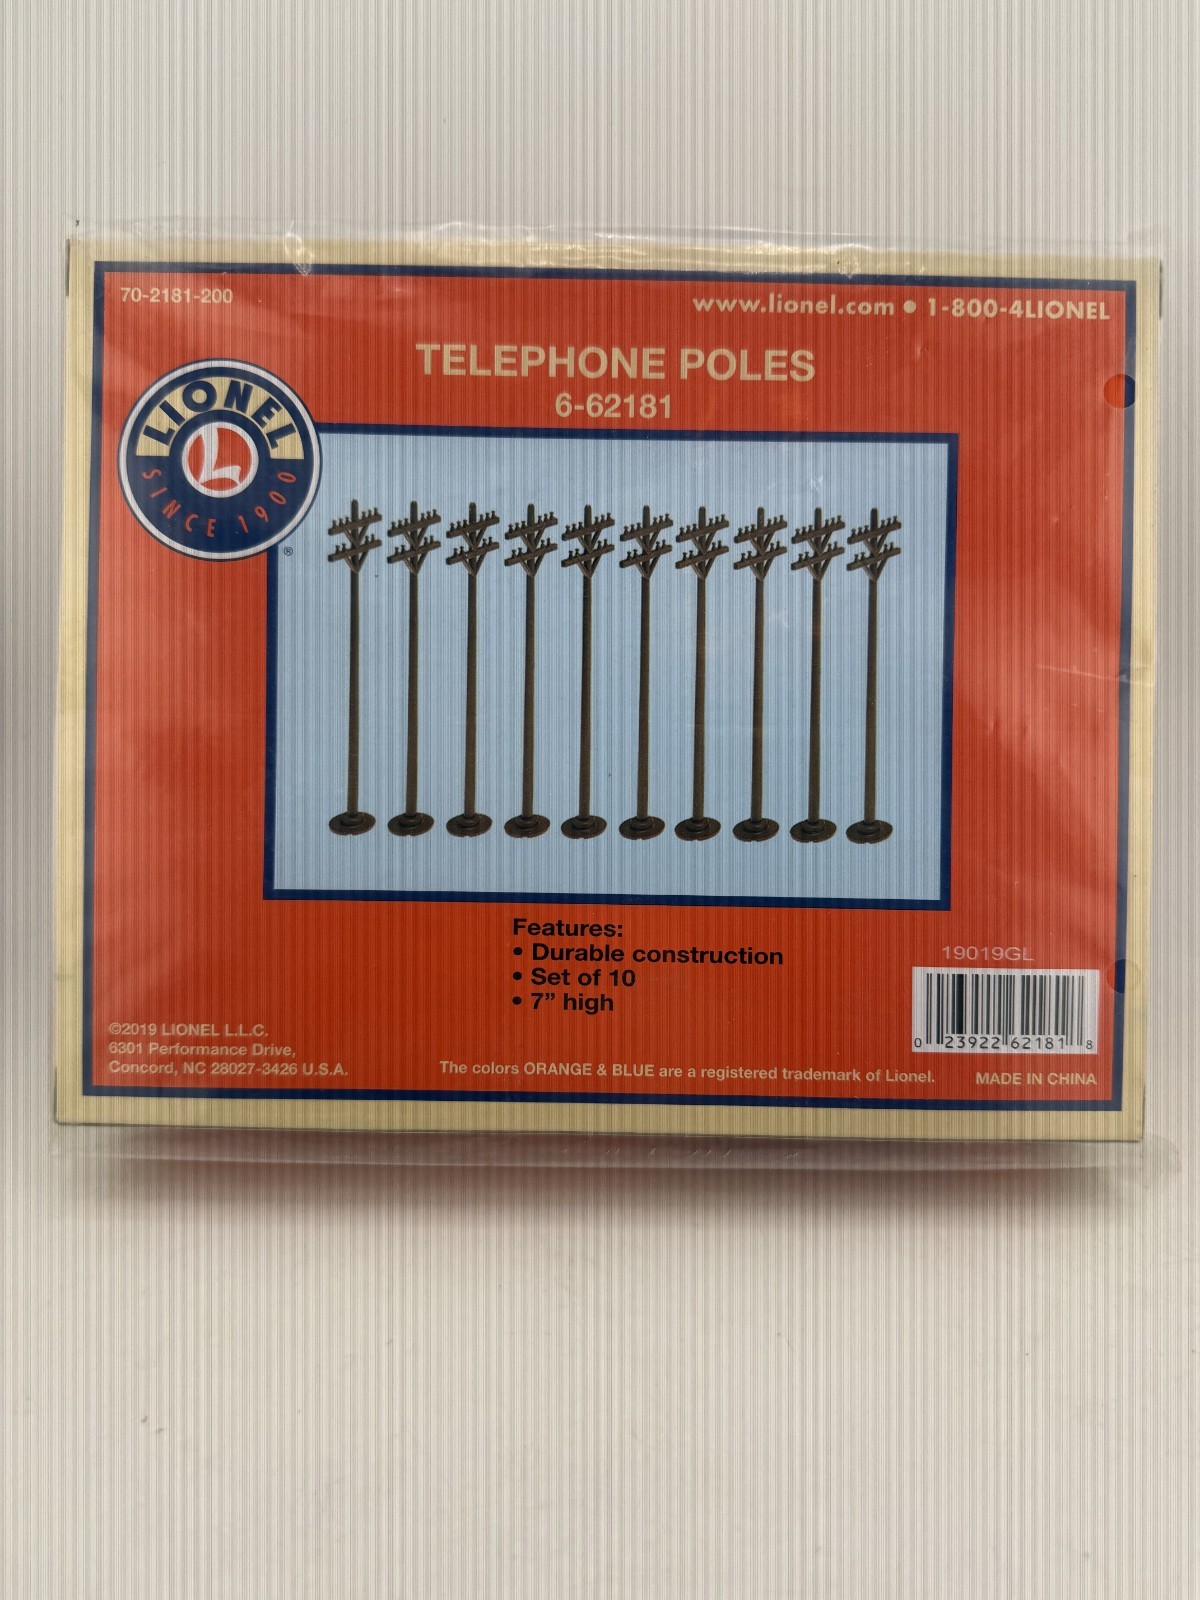 70-2181-200
www.lionel.com • 1-800-4LIONEL
TELEPHONE POLES
6-62181
LIONEL
L
SINCE 1900
®
Features:
• Durable construction
• Set of 10
• 7” high
19019GL
0 23922 62181 8
©2019 LIONEL L.L.C.
6301 Performance Drive,
Concord, NC 28027-3426 U.S.A.
The colors ORANGE & BLUE are a registered trademark of Lionel.
MADE IN CHINA